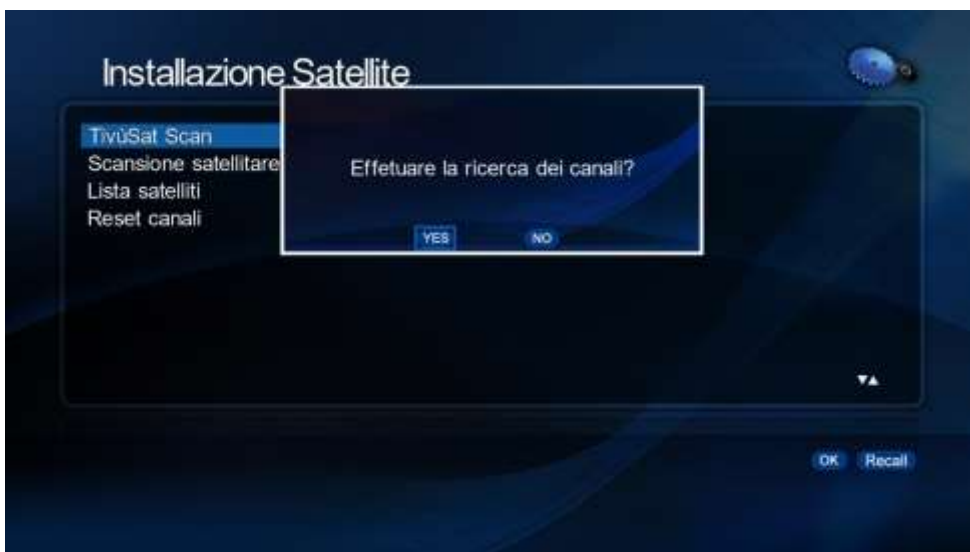 Installazione Satellite
TivùSat Scan
Scansione satellitare
Lista satelliti
Reset canali
Effetuare la ricerca dei canali?
YES NO
OK Recall